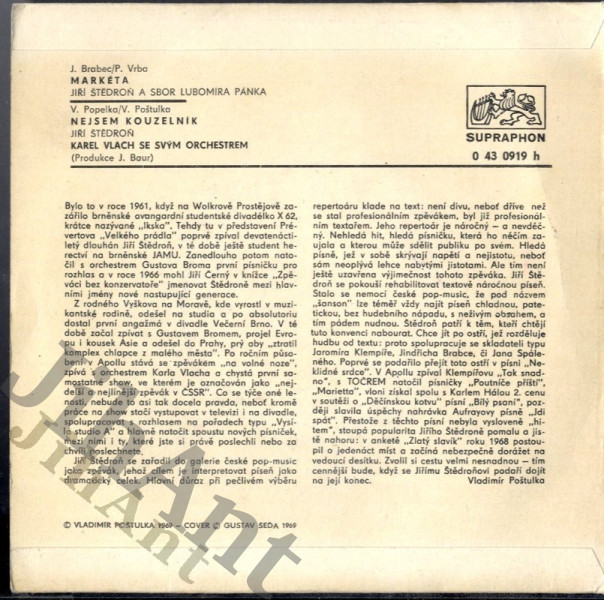 J. Brabec/P. Vrba
MARKÉTA
JIŘÍ ŠTĚDROŇ A SBOR LUBOMÍRA PÁNKA
V. Popelka/V. Poštulka
NEJSEM KOUZELNÍK
JIŘÍ ŠTĚDROŇ
KAREL VLACH SE SVÝM ORCHESTREM
(Produkce J. Baur)
SUPRAPHON
0 43 0919 h
Bylo to v roce 1961, když na Wolkrově Prostějově za-
zářilo brněnské avangardní studentské divadélko X 62,
krátce nazývané „Ikska". Tehdy tu v představení Pré-
vertova „Velkého prádla" poprvé zpíval devatenácti-
letý dlouhán Jiří Štědroň, v té době ještě student he-
rectví na brněnské JAMU. Zanedlouho potom nato-
čil s orchestrem Gustava Broma první písničku pro
rozhlas a v roce 1966 mohl Jiří Černý v knížce „Zpě-
váci bez konzervatoře" jmenovat Štědroně mezi hlav-
ními jmény nové nastupující generace.
Z rodného Vyškova na Moravě, kde vyrostl v muzi-
kantské rodině, odešel na studia a po absolutoriu
dostal první angažmá v divadle Večerní Brno. V té
době začal zpívat s Gustavem Bromem, projel Evro-
pu i kousek Asie a odešel do Prahy, prý aby „ztratil
komplex chlapce z malého města". Po ročním půso-
bení v Apollu stává se zpěvákem „na volné noze",
zpívá s orchestrem Karla Vlacha a chystá první sa-
mostatné album, ve kterém je označován jako „nej-
delší a nejlínější zpěvák v ČSSR". Co se týče oné le-
nosti, nebude to asi tak docela pravda, neboť kromě
práce na albu stačí vystupovat v televizi i na divadle,
spolupracovat s rozhlasem na pořadech typu „Vysí-
lá studio A" a hlavně natočit spoustu nových písniček,
mezi nimi i ty, které jste si právě poslechli nebo za
chvíli poslechnete.
Jiří Štědroň se zařadil do galerie české pop-music
jako zpěvák, jehož cílem je interpretovat píseň jako
dramatický celek. Hlavní důraz při pečlivém výběru
repertoáru klade na text: není divu, neboť dříve než
se stal profesionálním zpěvákem, byl již profesionál-
ním textařem. Jeho repertoár je náročný – a nevděč-
ný. Nehledá hit, hledá písničku, která ho něčím za-
ujala a kterou může sdělit publiku po svém. Hledá
písně, jež v sobě skrývají napětí a nejistotu, neboť
sám neoplývá lehce nabytými jistotami. Ale tím není
ještě uzavřena výjimečnost tohoto zpěváka. Jiří Ště-
droň se pokouší rehabilitovat textově náročnou píseň.
Stalo se nemocí české pop-music, že pod názvem
„šanson" lze téměř vždy najít píseň chladnou, pate-
tickou, bez hudebního nápadu, s neživým obsahem, a
tím pádem nudnou. Štědroň patří k těm, kteří chtějí
tuto konvenci nabourat. Chce jít po ostří, jež rozděluje
hudbu od textu: proto spolupracuje se skladateli typu
Jaromíra Klempíře, Jindřicha Brabce, či Jana Spále-
ného. Poprvé se podařilo přejít toto ostří v písni „Ne-
klidné srdce". V Apollu zpíval Klempířovu „Tak snad-
no", s TOČREM natočil písničky „Poutníče příští",
„Marietta", vloni získal spolu s Karlem Hálou 2. cenu
v soutěži o „Děčínskou kotvu" písní „Bílý psaní", poz-
ději slavila úspěchy nahrávka Aufrayovy písně „Jdi
spát". Přestože z těchto písní nebyla vyslovená „hi-
tem", stoupá popularita Jiřího Štědroně pomalu a jis-
tě nahoru: v anketě „Zlatý slavík" roku 1968 postou-
pil o jedenáct míst a začíná nebezpečně dorážet na
vedoucí desítku. Zvolil si cestu velmi nesnadnou – tím
cennější bude, když se Jiřímu Štědroňovi podaří dojít
na její konec. Vladimír Poštulka
© VLADIMÍR POŠTULKA 1969 – COVER © GUSTAV ŠEDA 1969
JihAnt
JihAnt